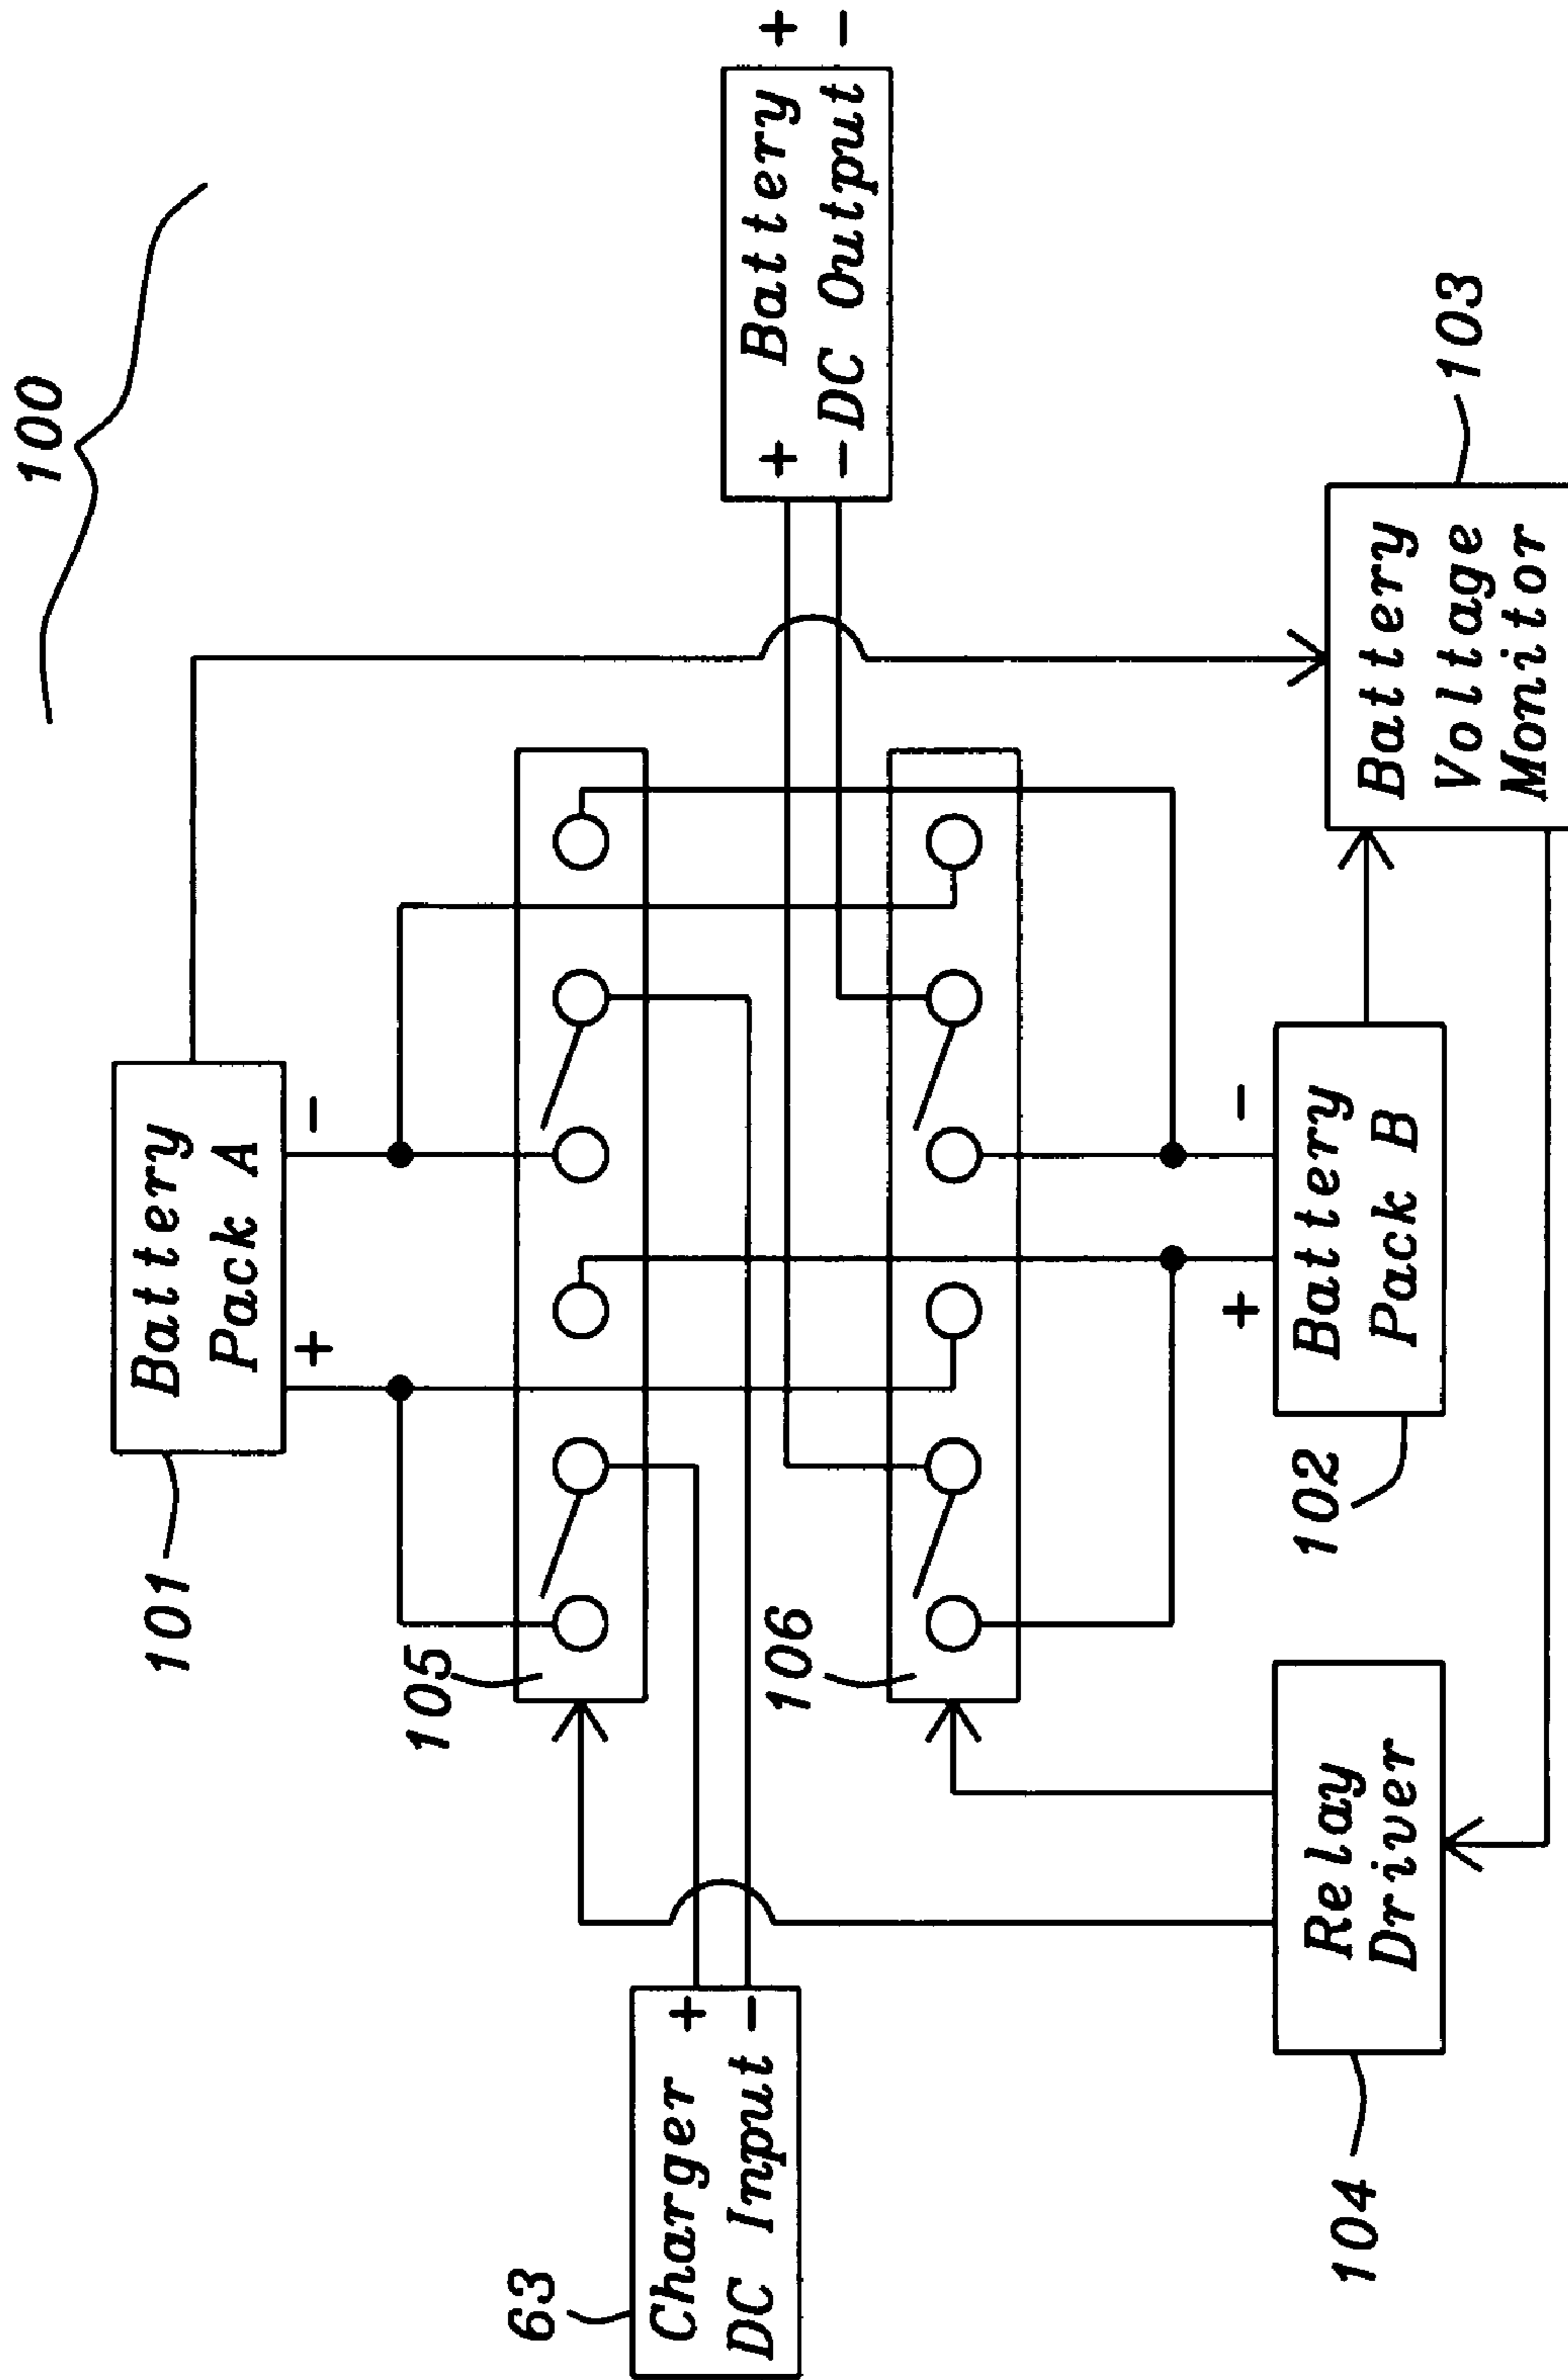 100
101
Battery
Pack A
+ -
105
63
Charger +
DC Input -
+ Battery +
- DC Output -
106
+ -
102
Battery
Pack B
104
Relay
Driver
Battery
Voltage
Monitor
103